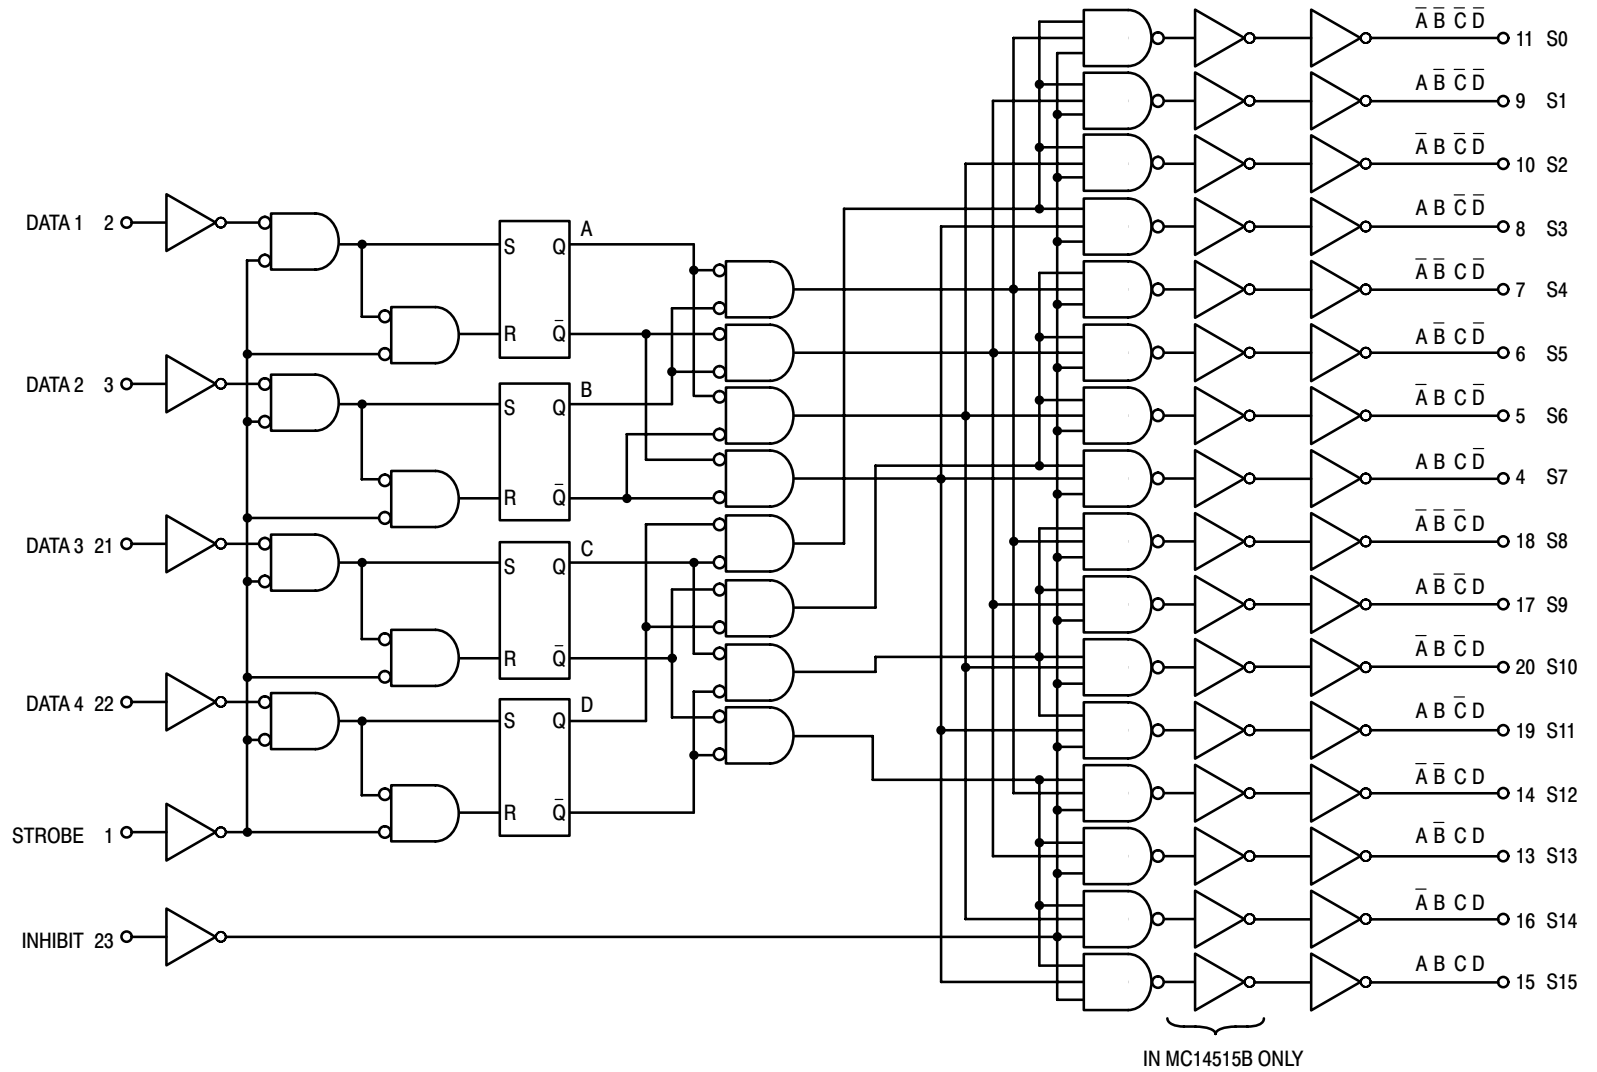 A̅ B̅ C̅ D̅ 11 S0
A B̅ C̅ D̅ 9 S1
A̅ B C̅ D̅ 10 S2
DATA 1 2 S Q A
A B C̅ D̅ 8 S3
A̅ B̅ C D̅ 7 S4
R Q̅
A B̅ C D̅ 6 S5
DATA 2 3 S Q B
A̅ B C D̅ 5 S6
A B C D̅ 4 S7
R Q̅
A̅ B̅ C̅ D 18 S8
DATA 3 21 S Q C
A B̅ C̅ D 17 S9
R Q̅
A̅ B C̅ D 20 S10
DATA 4 22 S Q D
A B C̅ D 19 S11
A̅ B̅ C D 14 S12
R Q̅
STROBE 1
A B̅ C D 13 S13
A̅ B C D 16 S14
INHIBIT 23
A B C D 15 S15
IN MC14515B ONLY